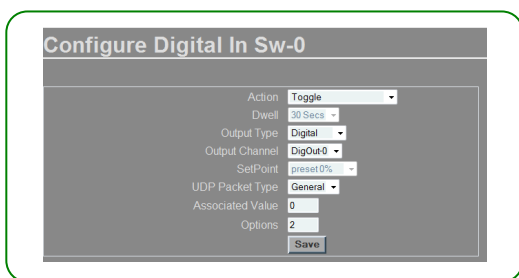 Configure Digital In Sw-0
Action Toggle
Dwell 30 Secs
Output Type Digital
Output Channel DigOut-0
SetPoint preset 0%
UDP Packet Type General
Associated Value 0
Options 2
Save